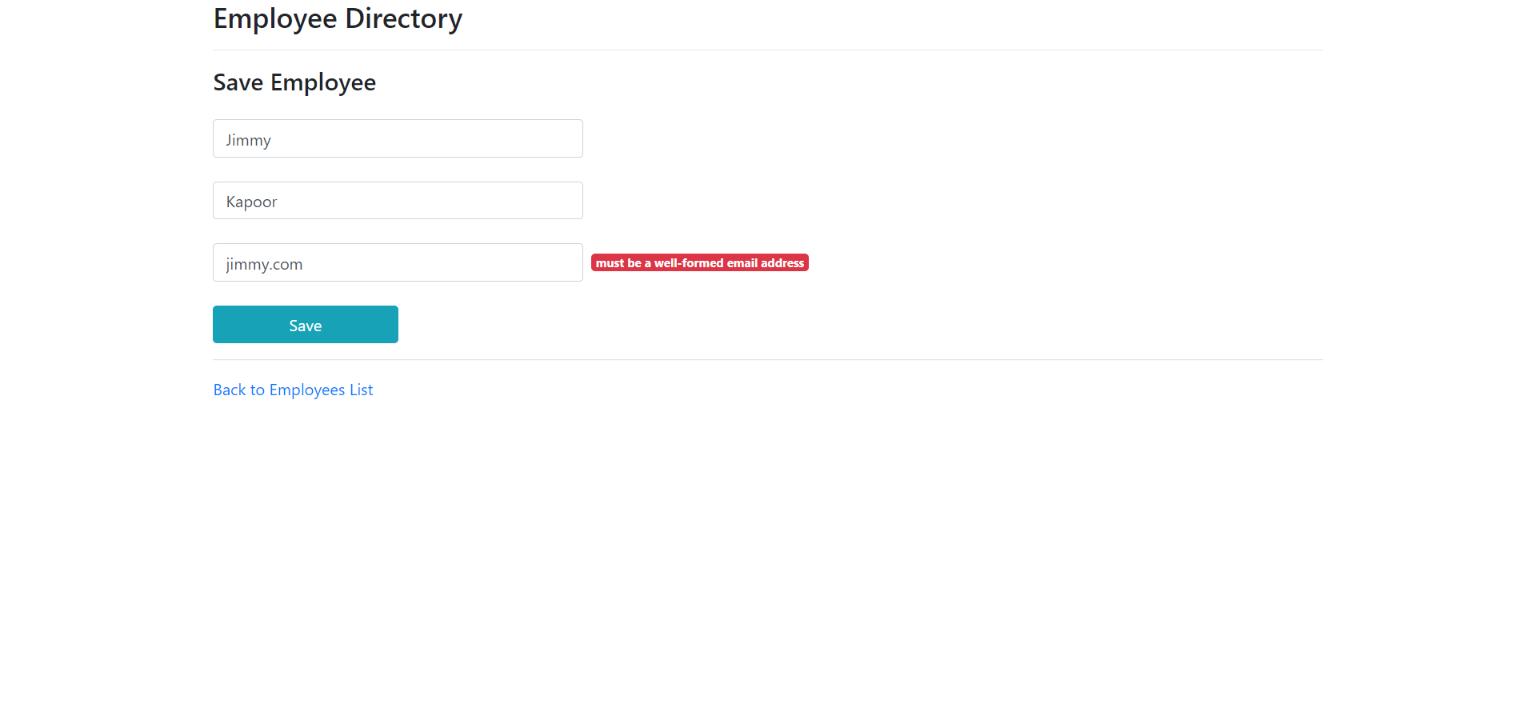 Employee Directory
Save Employee
Jimmy
Kapoor
jimmy.com must be a well-formed email address
Save
Back to Employees List